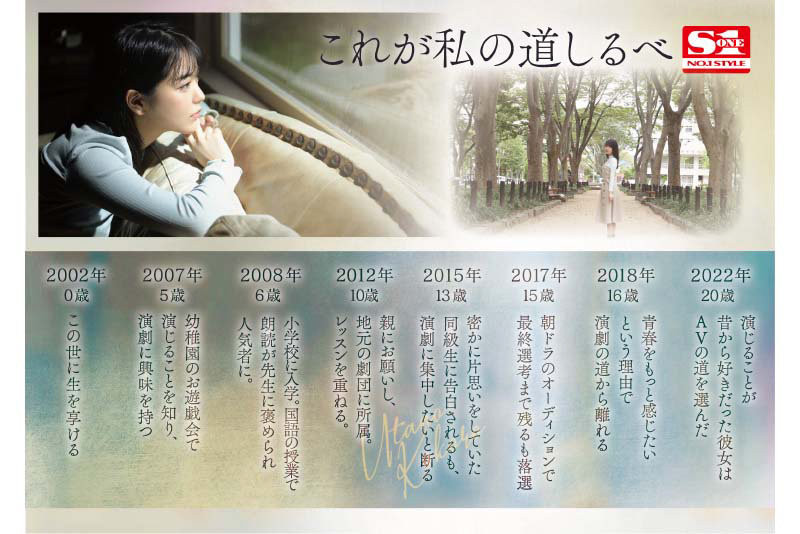 これが私の道しるべ
S1
ONE
NO.1 STYLE
2002年
0歳
この世に生を享ける
2007年
5歳
幼稚園のお遊戯会で
演じることを知り、
演劇に興味を持つ
2008年
6歳
小学校に入学。国語の授業で
朗読が先生に褒められ
人気者に。
2012年
10歳
親にお願いし、
地元の劇団に所属。
レッスンを重ねる。
2015年
13歳
密かに片思いをしていた
同級生に告白されるも、
演劇に集中したいと断る
2017年
15歳
朝ドラのオーディションで
最終選考まで残るも落選
2018年
16歳
青春をもっと感じたい
という理由で
演劇の道から離れる
2022年
20歳
演じることが
昔から好きだった彼女は
AVの道を選んだ